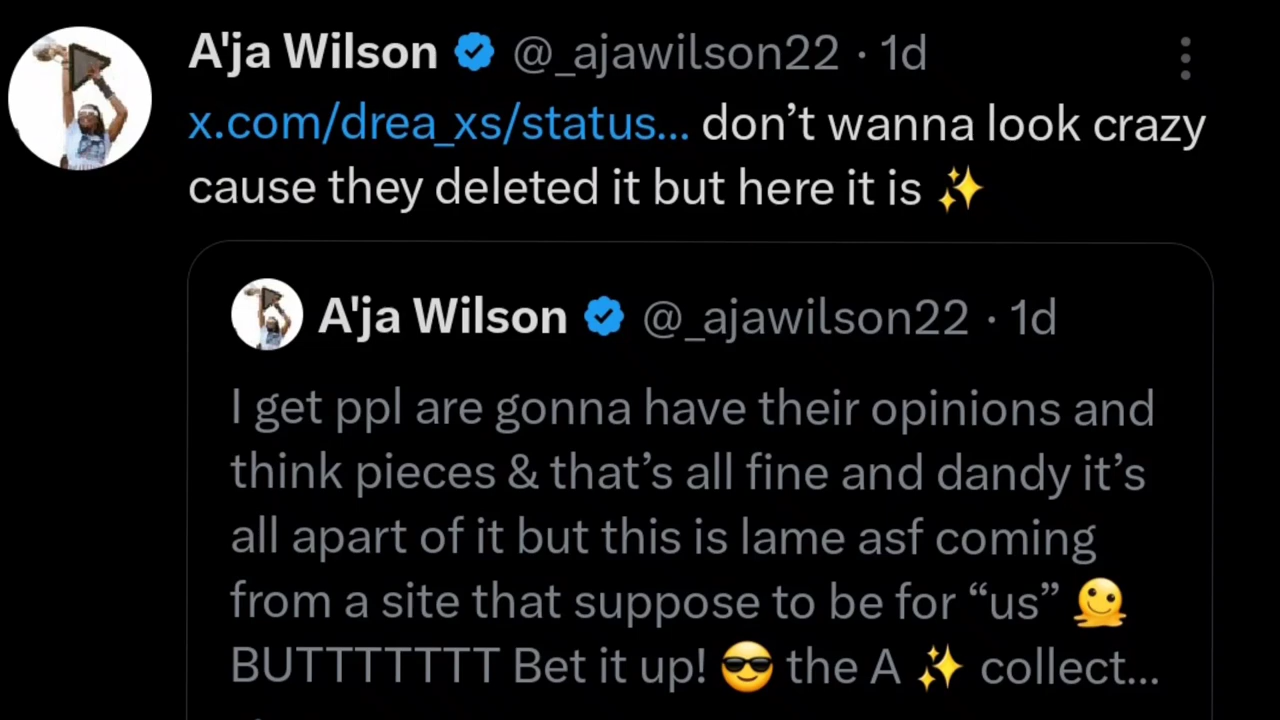 A'ja Wilson @_ajawilson22 · 1d
x.com/drea_xs/status... don’t wanna look crazy
cause they deleted it but here it is ✨
A'ja Wilson @_ajawilson22 · 1d
I get ppl are gonna have their opinions and
think pieces & that’s all fine and dandy it’s
all apart of it but this is lame asf coming
from a site that suppose to be for “us” 🫠
BUTTTTTTT Bet it up! 😎 the A ✨ collect...